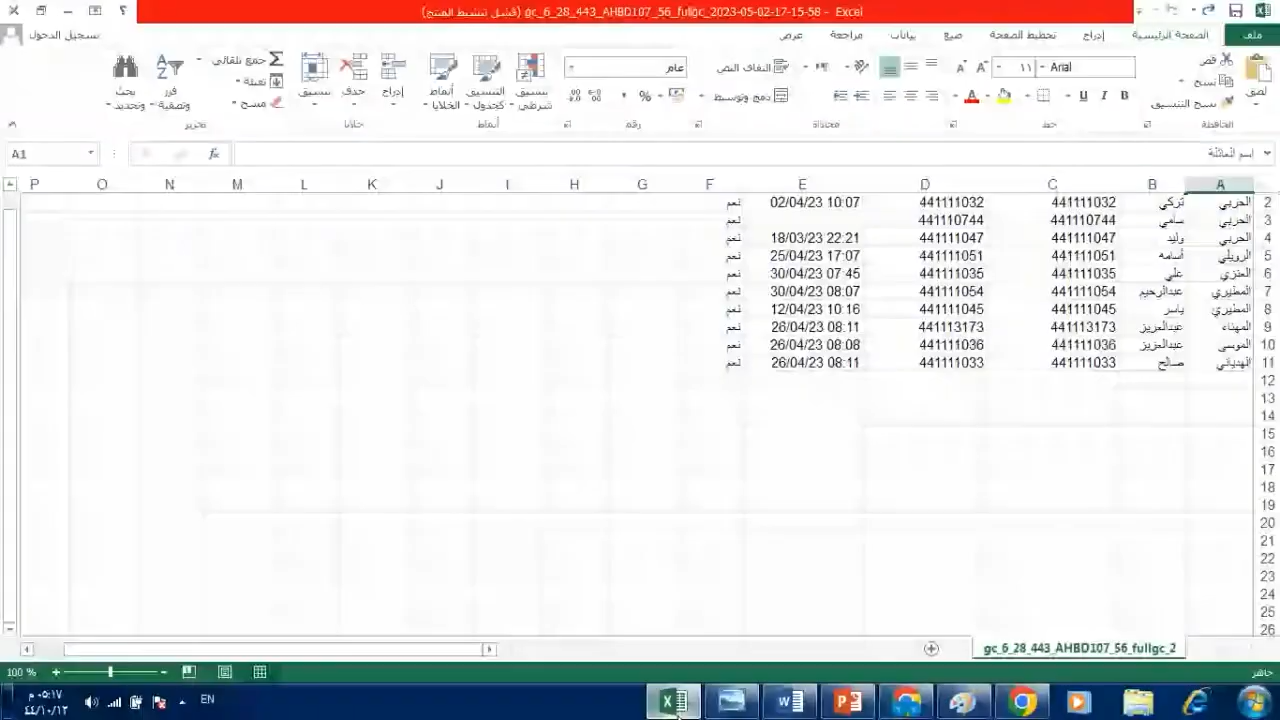 gc_6_28_443_AHBD107_56_fullgc_2023-05-02-17-15-58 - Excel (فشل تنشيط المنتج)
ملف الصفحة الرئيسية إدراج تخطيط الصفحة صيغ بيانات مراجعة عرض تسجيل الدخول
قص
نسخ
نسخ التنسيق
لصق
Arial ١١
B I U
التفاف النص
دمج وتوسيط
عام
%
تنسيق شرطي
التنسيق كجدول
أنماط الخلايا
إدراج
حذف
تنسيق
جمع تلقائي
تعبئة
مسح
فرز وتصفية
بحث وتحديد
الحافظة خط محاذاة رقم أنماط خلايا تحرير
A1 fx اسم العائلة
A B C D E F G H I J K L M N O P
2 الحربي تركي 441111032 441111032 02/04/23 10:07 نعم
3 الحربي سامي 441110744 441110744 نعم
4 الحربي وليد 441111047 441111047 18/03/23 22:21 نعم
5 الرويلي أسامه 441111051 441111051 25/04/23 17:07 نعم
6 العنزي علي 441111035 441111035 30/04/23 07:45 نعم
7 المطيري عبدالرحيم 441111054 441111054 30/04/23 08:07 نعم
8 المطيري ياسر 441111045 441111045 12/04/23 10:16 نعم
9 المهناء عبدالعزيز 441113173 441113173 26/04/23 08:11 نعم
10 الموسى عبدالعزيز 441111036 441111036 26/04/23 08:08 نعم
11 صالح 441111033 441111033 26/04/23 08:11 نعم
12
13
14
15
16
17
18
19
20
21
22
23
24
25
26
gc_6_28_443_AHBD107_56_fullgc_2
حاضر
100 %
EN
٠٥:١٧ م
٤٤/١٠/١٢